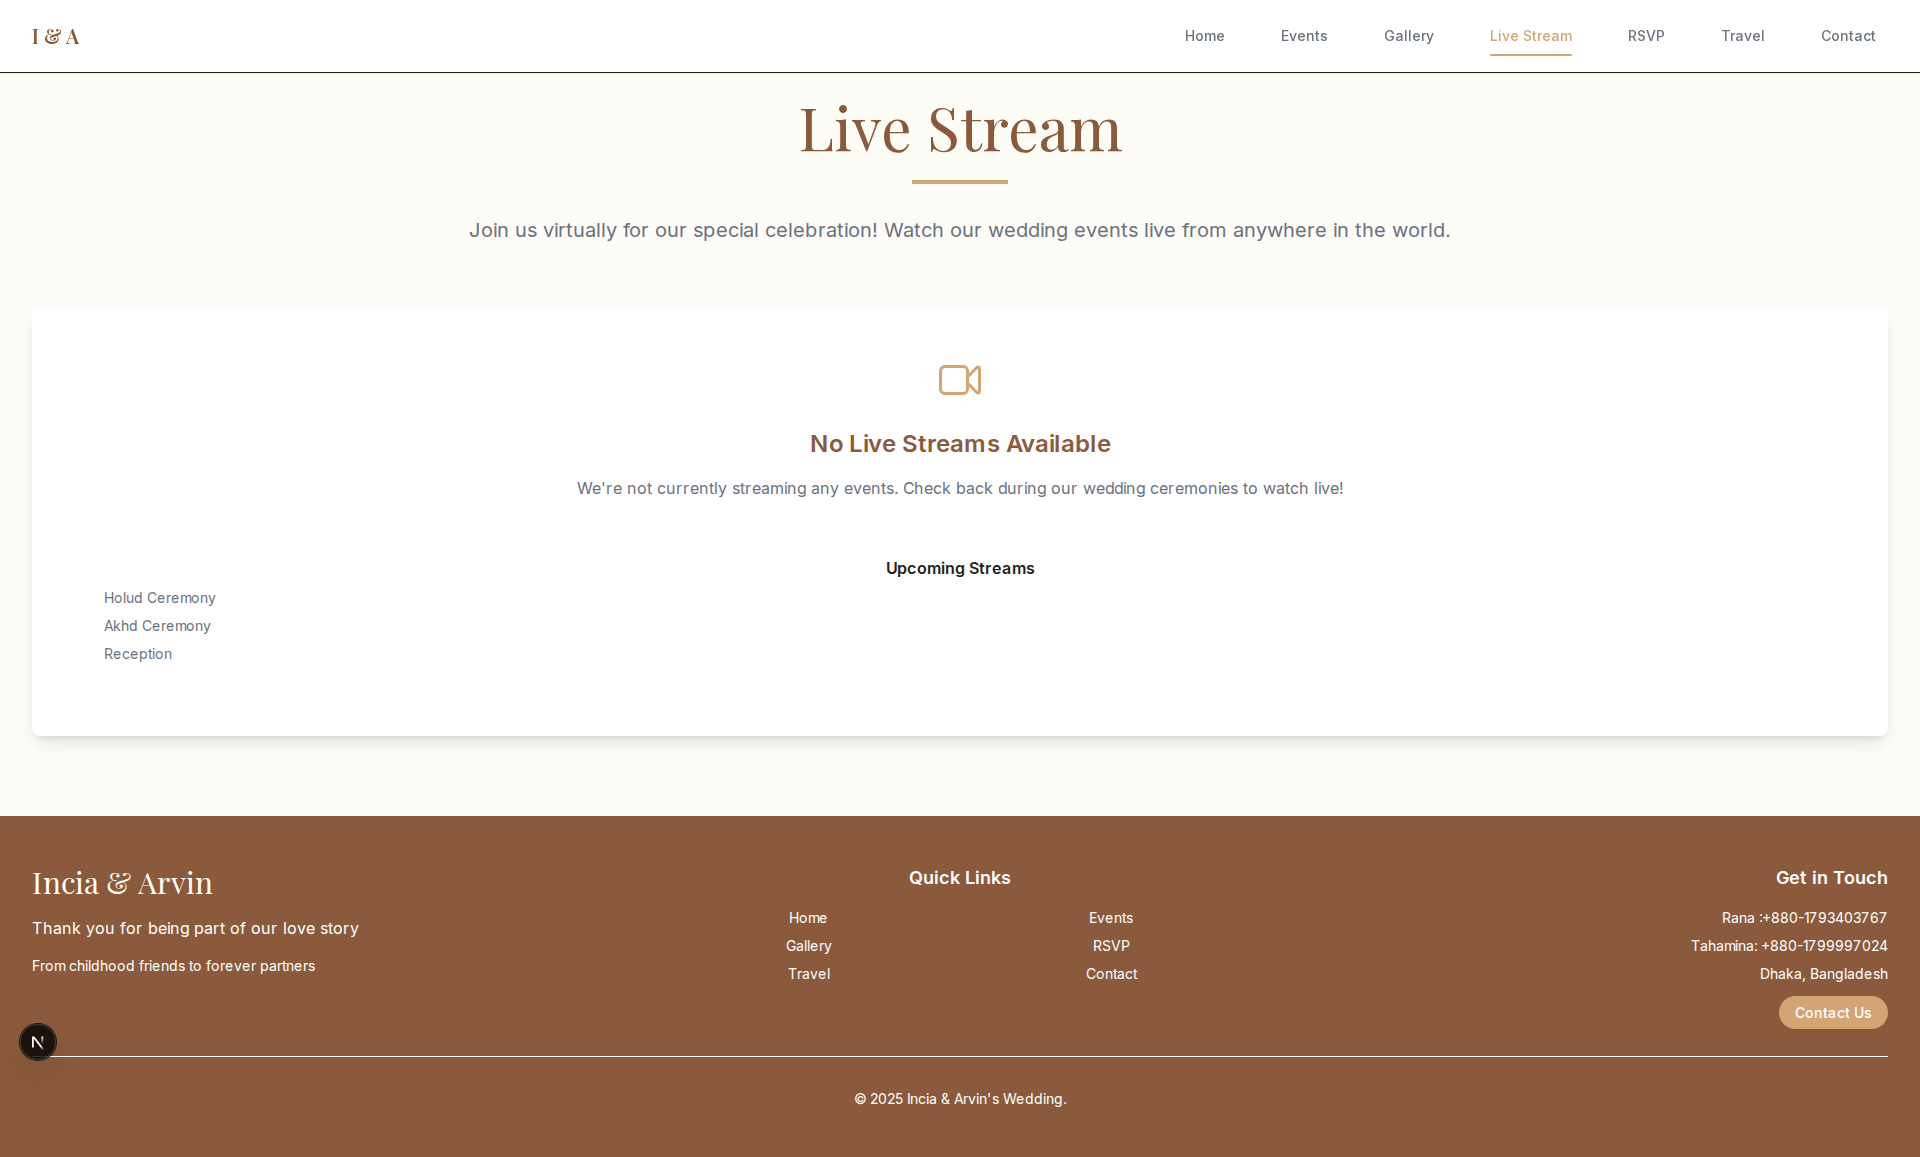 I & A
Home
Events
Gallery
Live Stream
RSVP
Travel
Contact
Live Stream
Join us virtually for our special celebration! Watch our wedding events live from anywhere in the world.
No Live Streams Available
We're not currently streaming any events. Check back during our wedding ceremonies to watch live!
Upcoming Streams
Holud Ceremony
Akhd Ceremony
Reception
Incia & Arvin
Thank you for being part of our love story
From childhood friends to forever partners
Quick Links
Home
Events
Gallery
RSVP
Travel
Contact
Get in Touch
Rana :+880-1793403767
Tahamina: +880-1799997024
Dhaka, Bangladesh
Contact Us
N
© 2025 Incia & Arvin's Wedding.